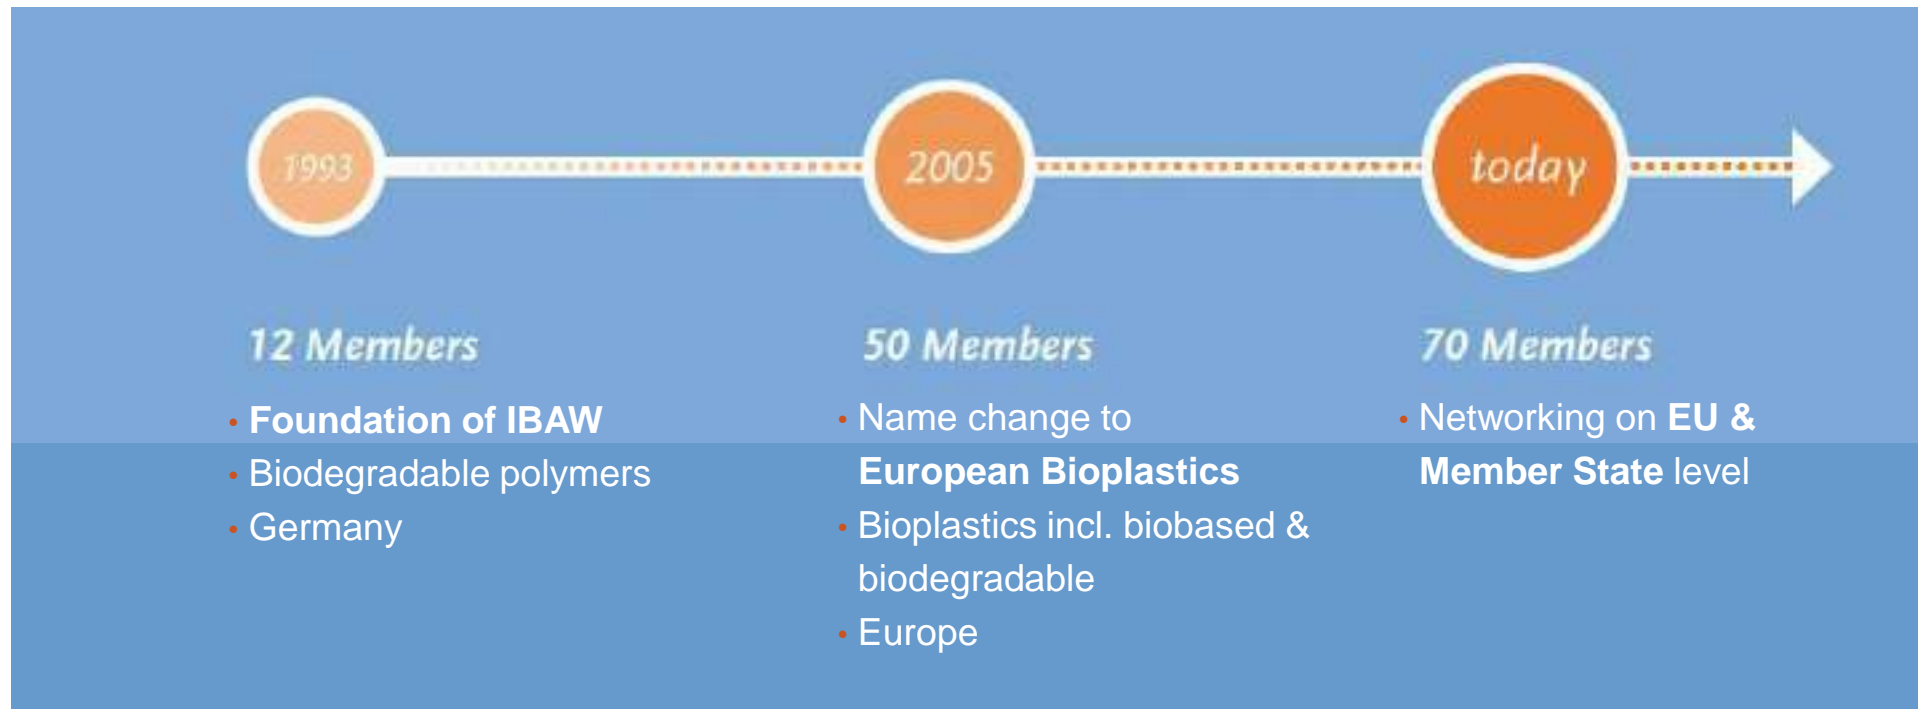 1993
2005
today
12 Members
50 Members
70 Members
• Foundation of IBAW
• Biodegradable polymers
• Germany
• Name change to
European Bioplastics
• Bioplastics incl. biobased &
biodegradable
• Europe
• Networking on EU &
Member State level